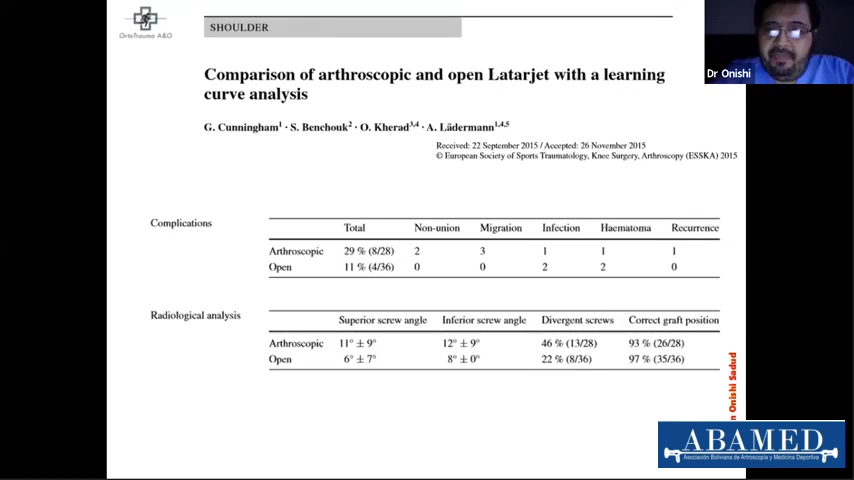 OrtoTrauma A&O
SHOULDER
Dr Onishi
Comparison of arthroscopic and open Latarjet with a learning
curve analysis
G. Cunningham1 · S. Benchouk2 · O. Kherad3,4 · A. Lädermann1,4,5
Received: 22 September 2015 / Accepted: 26 November 2015
© European Society of Sports Traumatology, Knee Surgery, Arthroscopy (ESSKA) 2015
Complications
Total Non-union Migration Infection Haematoma Recurrence
Arthroscopic 29 % (8/28) 2 3 1 1 1
Open 11 % (4/36) 0 0 2 2 0
Radiological analysis
Superior screw angle Inferior screw angle Divergent screws Correct graft position
Arthroscopic 11° ± 9° 12° ± 9° 46 % (13/28) 93 % (26/28)
Open 6° ± 7° 8° ± 0° 22 % (8/36) 97 % (35/36)
n Onishi Sadud
ABAMED
Asociación Boliviana de Artroscopía y Medicina Deportiva